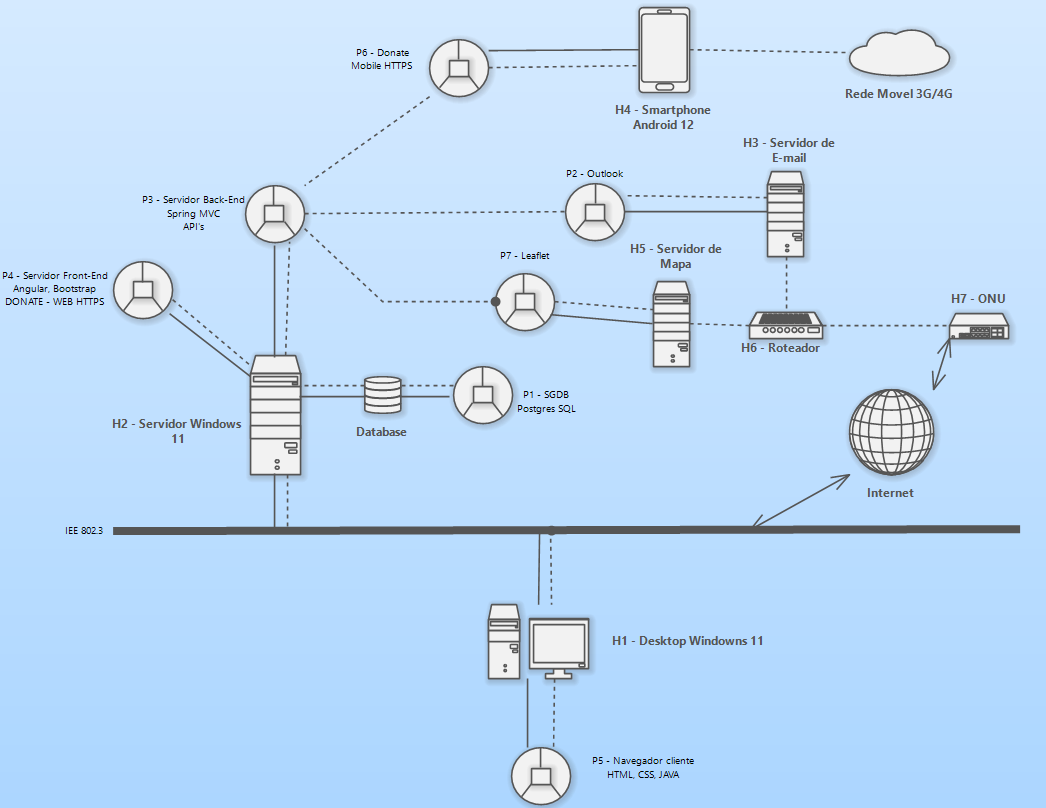 P6 - Donate
Mobile HTTPS
H4 - Smartphone
Android 12
Rede Movel 3G/4G
H3 - Servidor de
E-mail
P2 - Outlook
P3 - Servidor Back-End
Spring MVC
API's
H5 - Servidor de
Mapa
P7 - Leaflet
P4 - Servidor Front-End
Angular, Bootstrap
DONATE - WEB HTTPS
H7 - ONU
H6 - Roteador
P1 - SGDB
Postgres SQL
H2 - Servidor Windows
11
Database
Internet
IEE 802.3
H1 - Desktop Windowns 11
P5 - Navegador cliente
HTML, CSS, JAVA